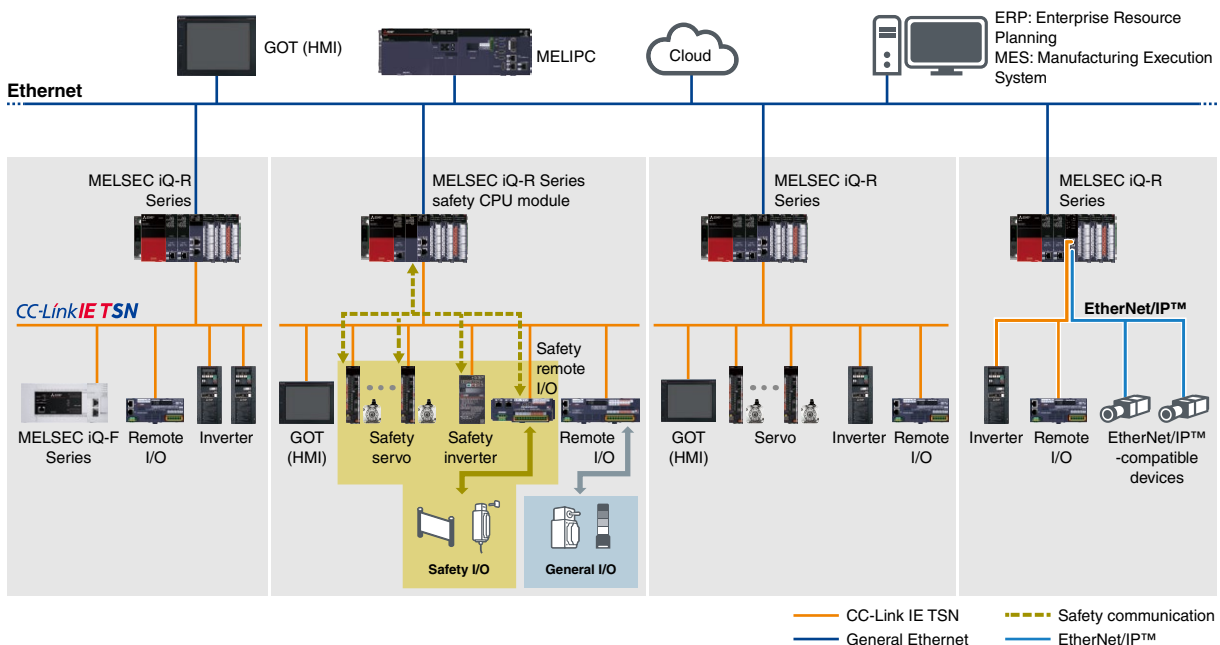 GOT (HMI)
MELIPC
Cloud
ERP: Enterprise Resource
Planning
MES: Manufacturing Execution
System
Ethernet
MELSEC iQ-R
Series
MELSEC iQ-R Series
safety CPU module
MELSEC iQ-R
Series
MELSEC iQ-R
Series
CC-Link IE TSN
EtherNet/IP™
MELSEC iQ-F
Series
Remote
I/O
Inverter
GOT
(HMI)
Safety
servo
Safety
inverter
Safety
remote
I/O
Remote
I/O
Safety I/O
General I/O
GOT
(HMI)
Servo
Inverter
Remote
I/O
Inverter
Remote
I/O
EtherNet/IP™
-compatible
devices
CC-Link IE TSN
Safety communication
General Ethernet
EtherNet/IP™